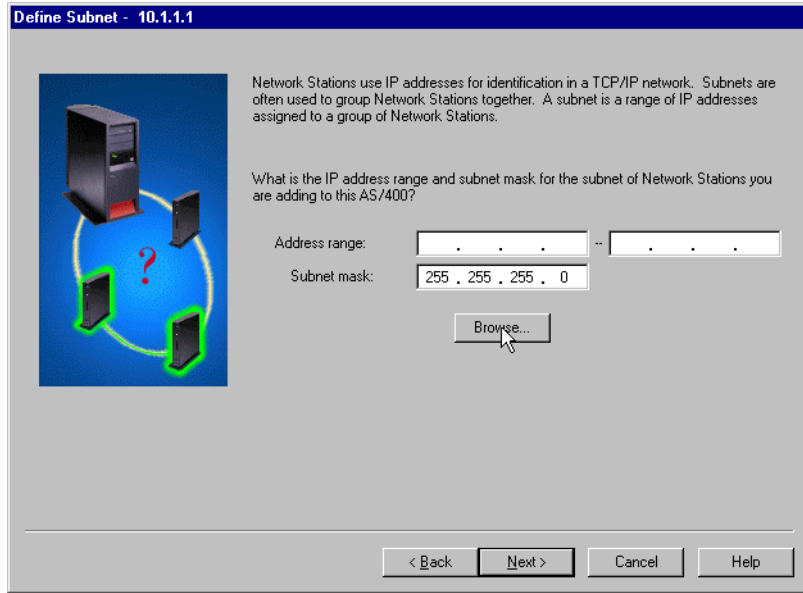 Define Subnet - 10.1.1.1
Network Stations use IP addresses for identification in a TCP/IP network. Subnets are
often used to group Network Stations together. A subnet is a range of IP addresses
assigned to a group of Network Stations.
What is the IP address range and subnet mask for the subnet of Network Stations you
are adding to this AS/400?
Address range: . . . -- . . .
Subnet mask: 255 . 255 . 255 . 0
Browse...
?
< Back Next > Cancel Help